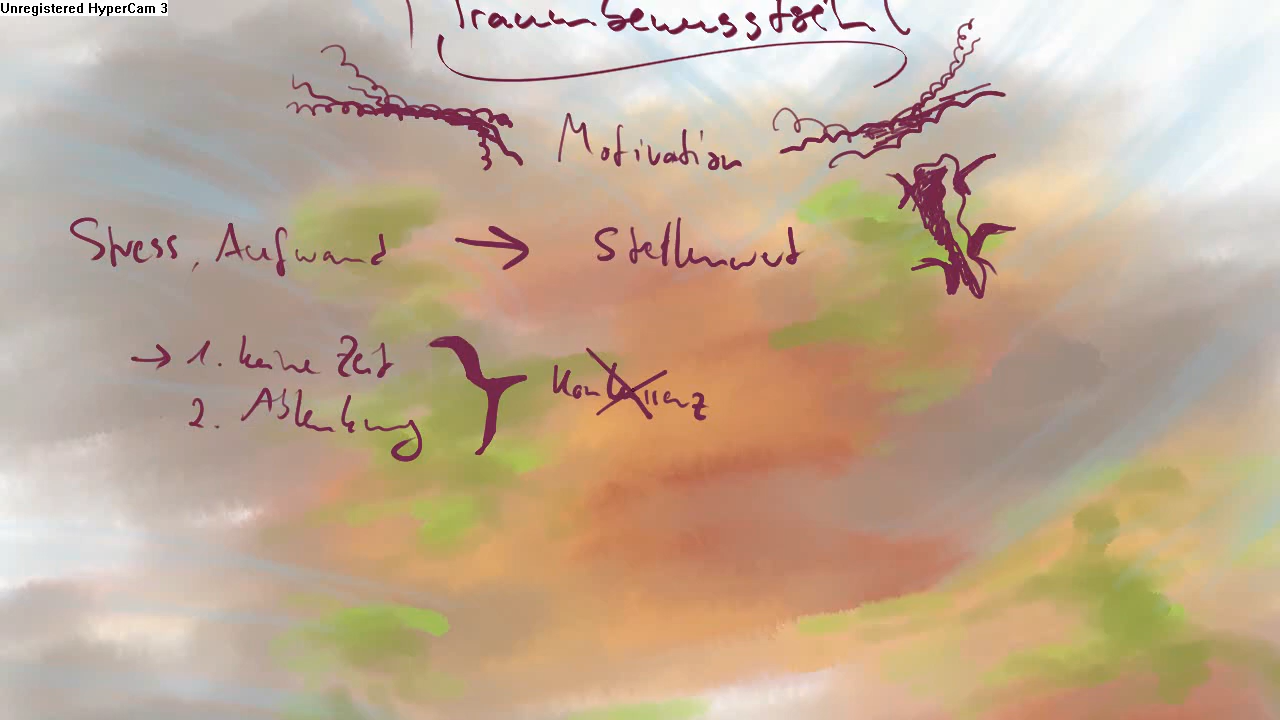 Unregistered HyperCam 3
Traumbewusstsein
Motivation
Stress, Aufwand → Stellenwert
→ 1. keine Zeit
2. Ablenkung